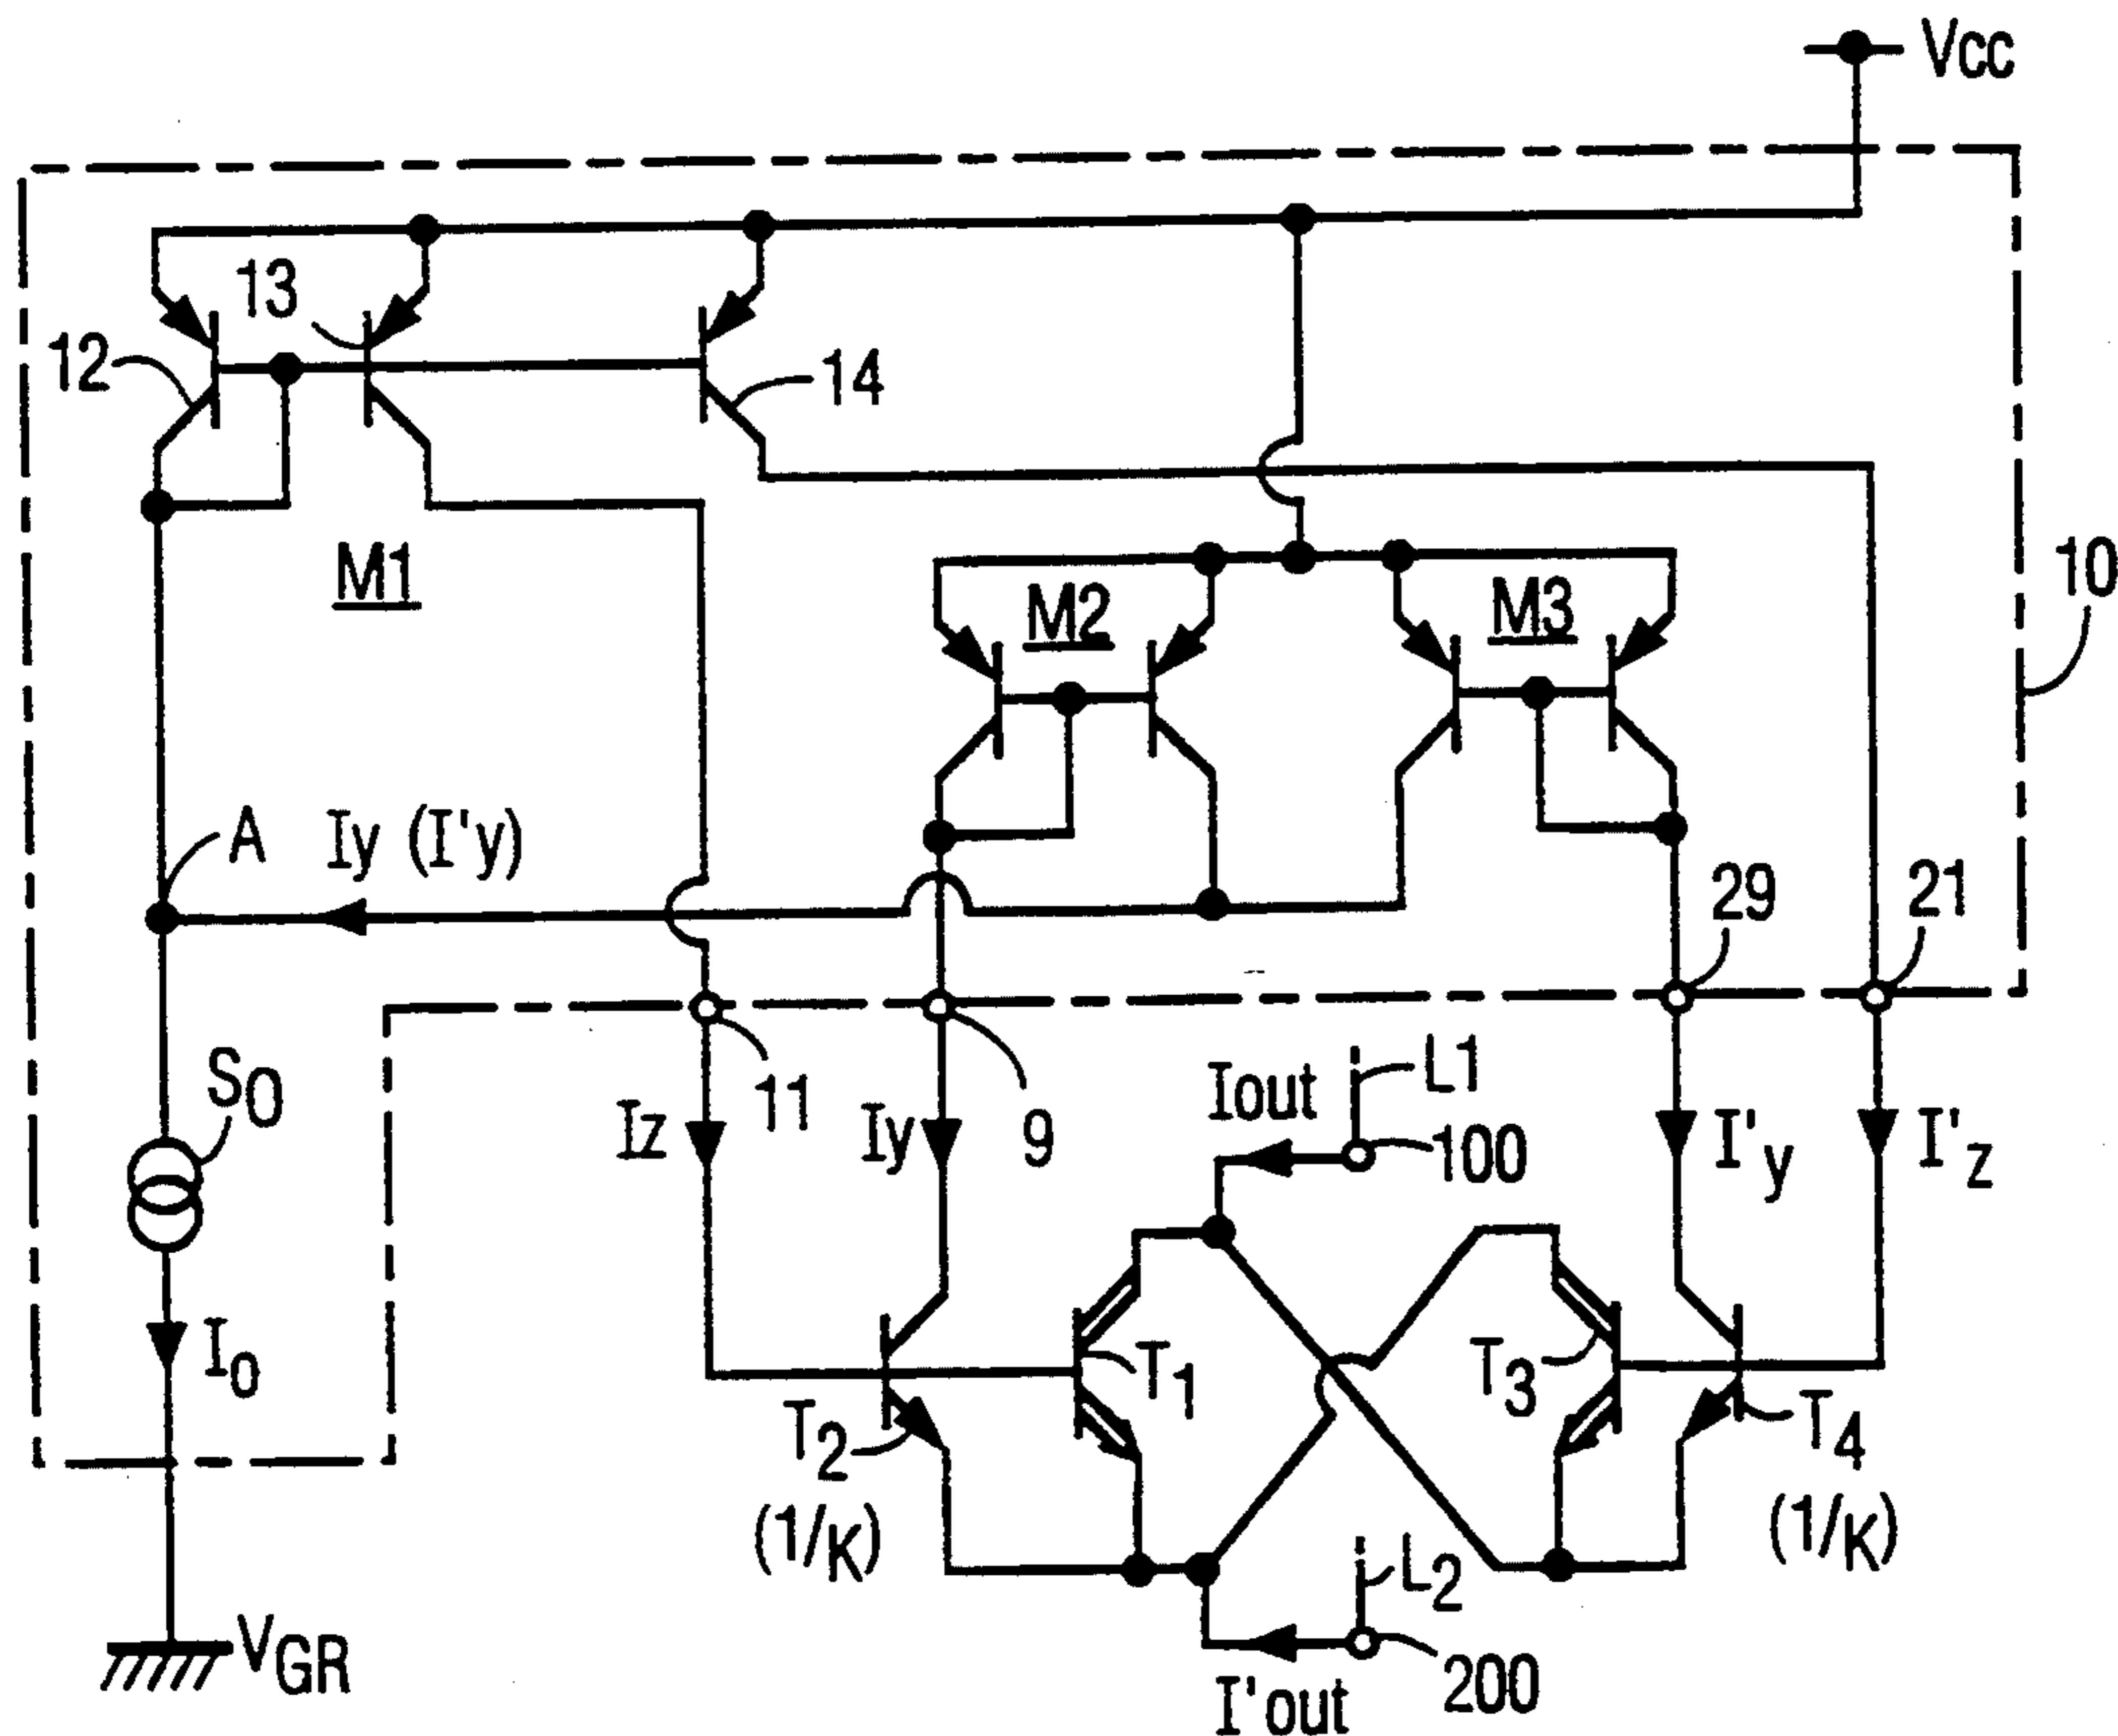 Vcc
13
12
14
M1
M2
M3
10
A
Iy (I'y)
29
21
S0
11
9
Iz
Iy
Iout
L1
100
I'y
I'z
I0
T2
(1/K)
T1
T3
T4
(1/K)
L2
200
I'out
VGR